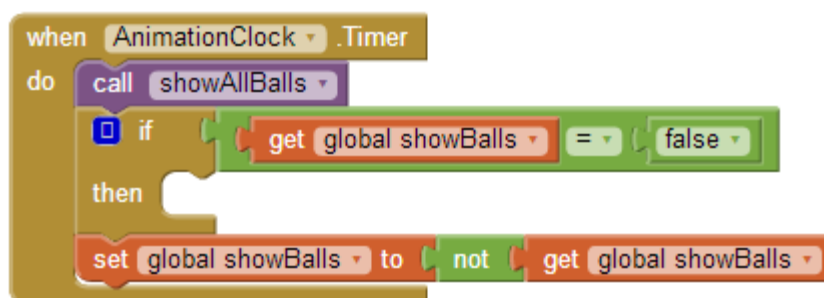 when AnimationClock .Timer
do call showAllBalls
if get global showBalls = false
then
set global showBalls to not get global showBalls